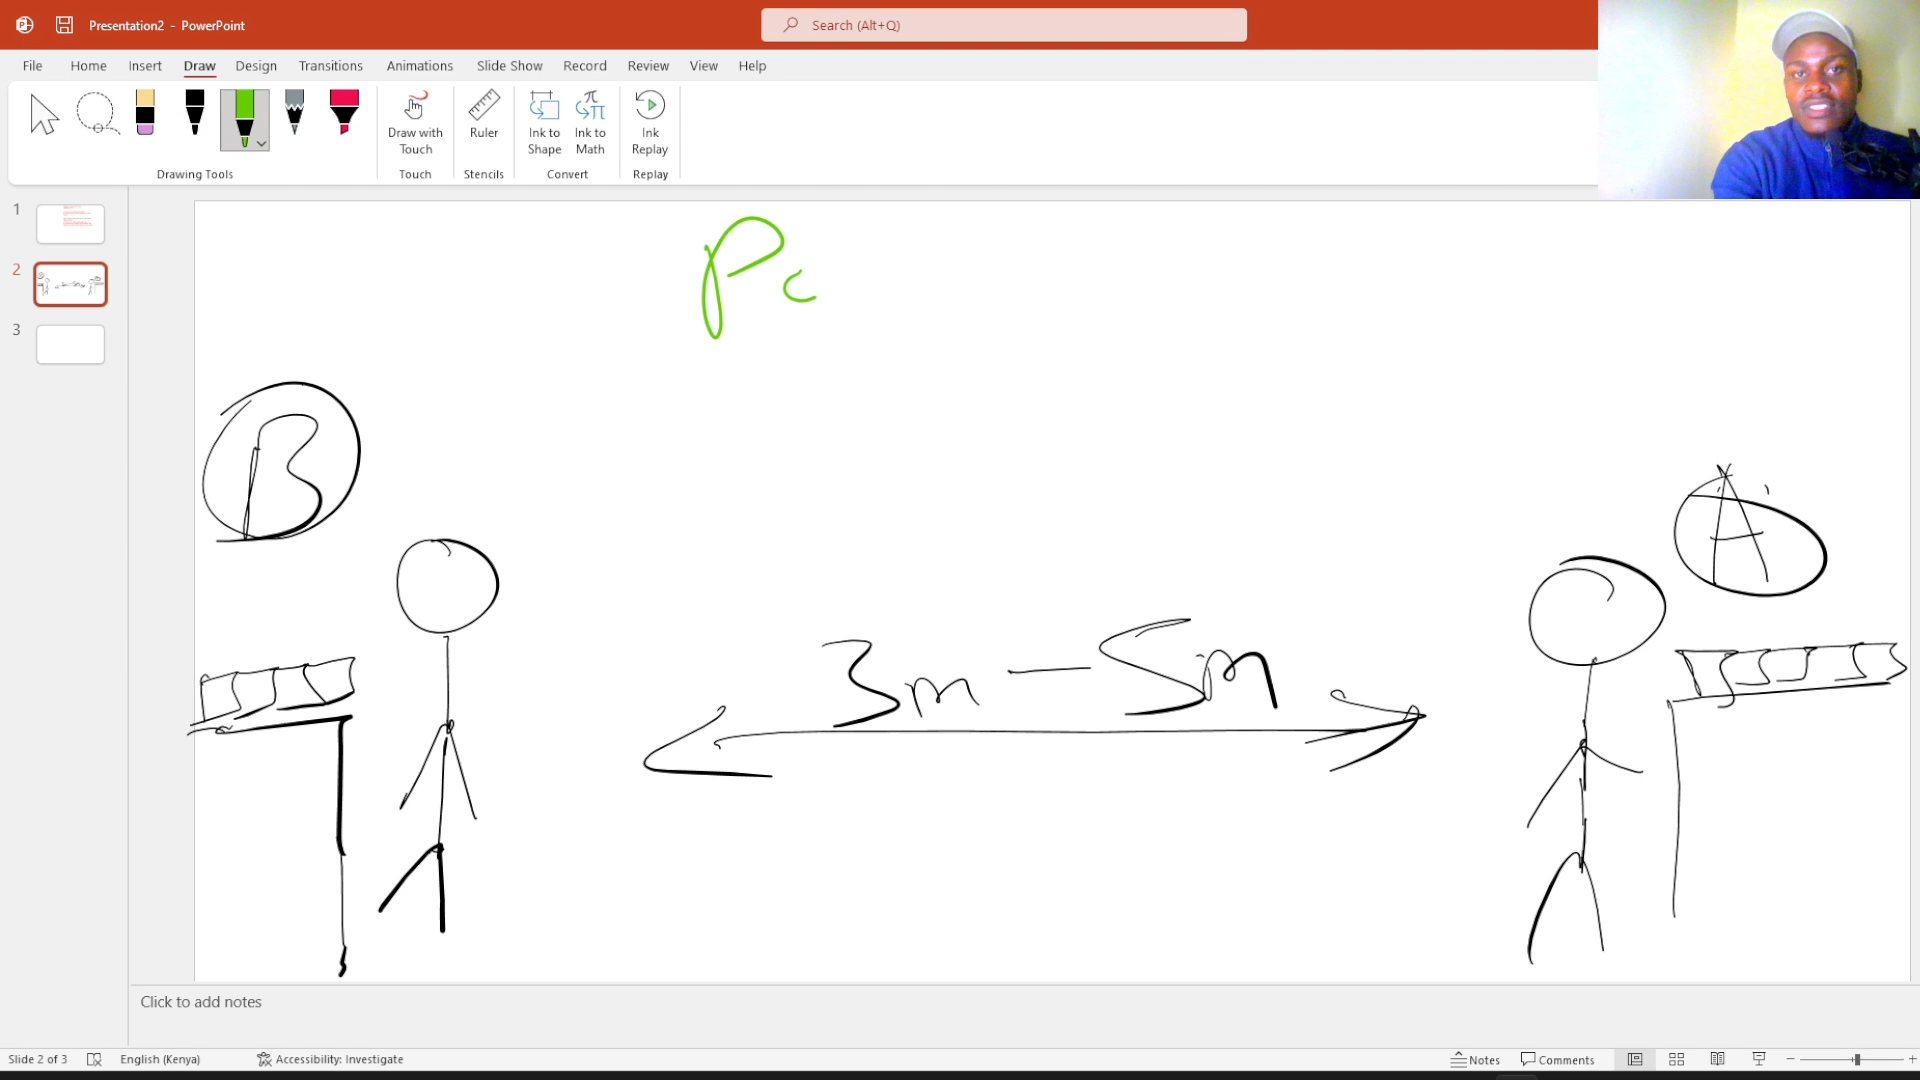 Presentation2 - PowerPoint
Search (Alt+Q)
File Home Insert Draw Design Transitions Animations Slide Show Record Review View Help
Draw with Touch
Ruler
Ink to Shape
Ink to Math
Ink Replay
Drawing Tools Touch Stencils Convert Replay
1
2
3
Pc
B
A
3m - 5m
Click to add notes
Slide 2 of 3 English (Kenya) Accessibility: Investigate Notes Comments